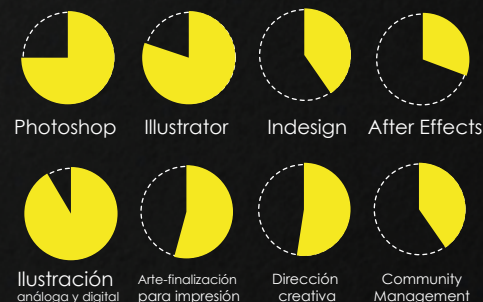 Photoshop
Illustrator
Indesign
After Effects
Ilustración
análoga y digital
Arte-finalización
para impresión
Dirección
creativa
Community
Management